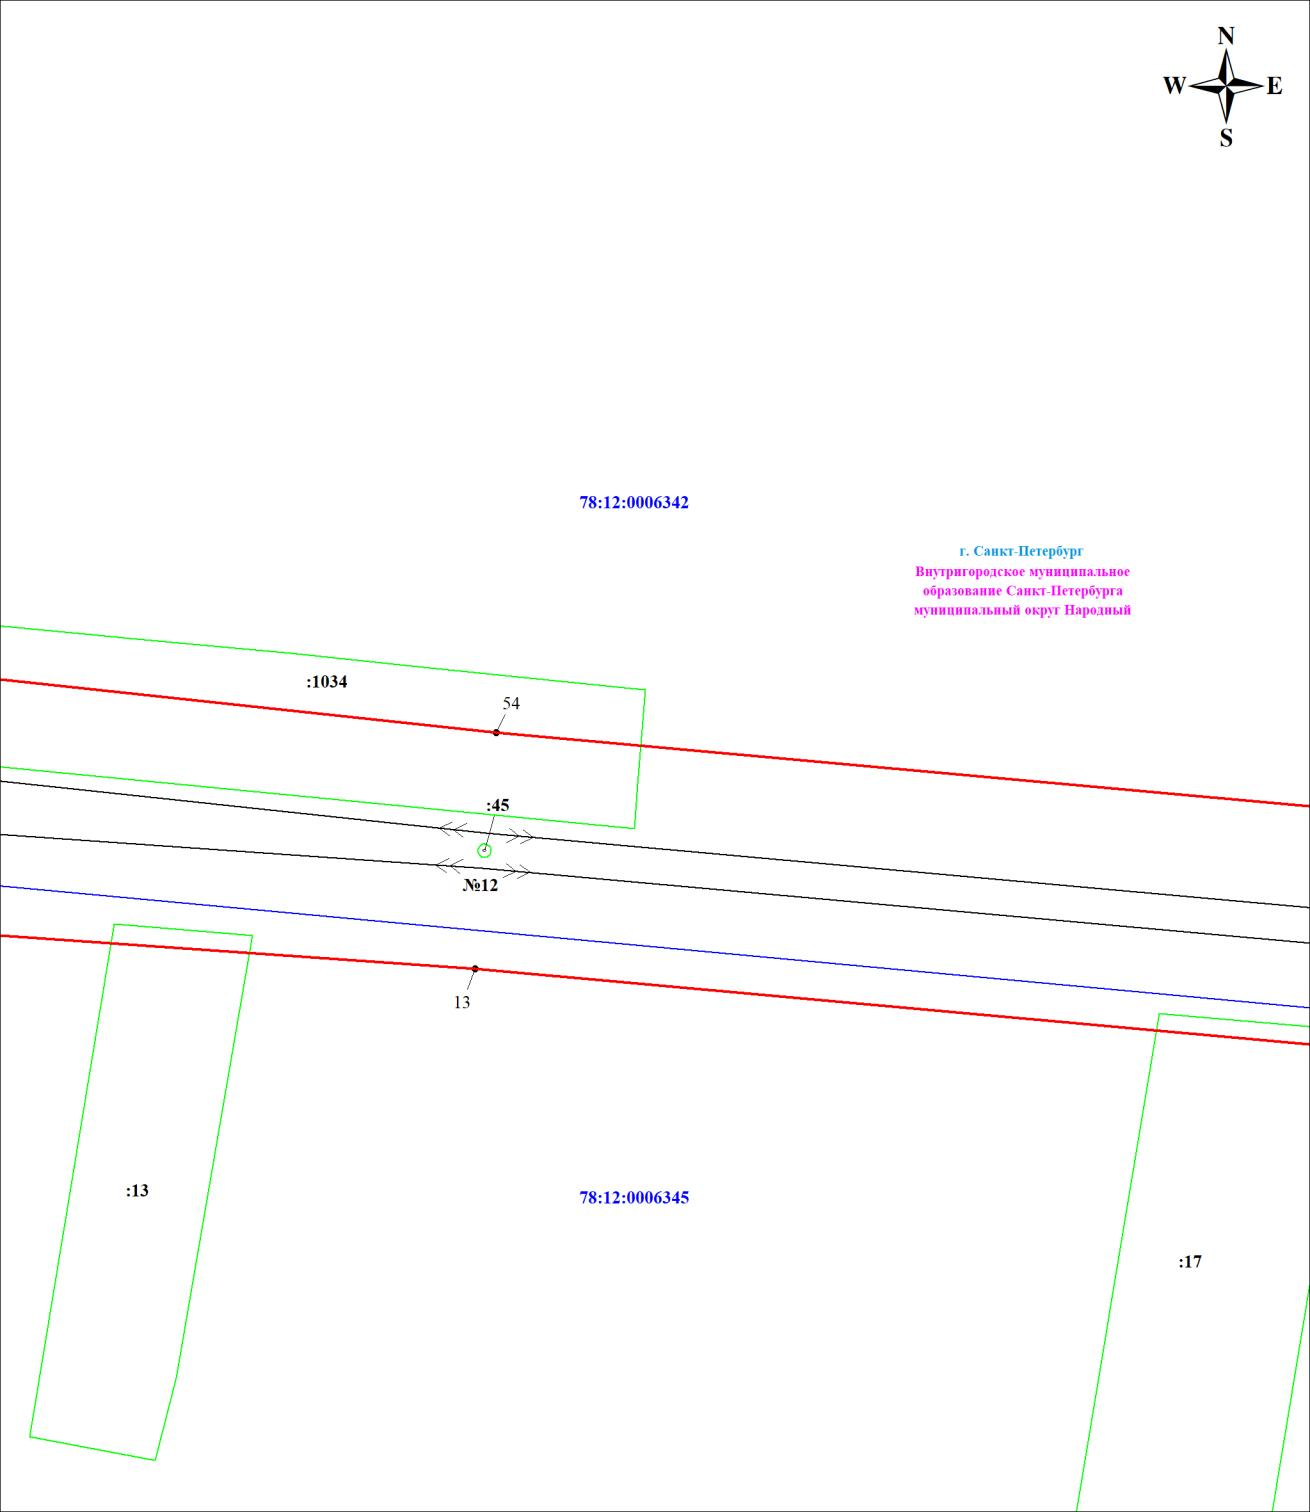 N
W E
S
78:12:0006342
г. Санкт-Петербург
Внутригородское муниципальное
образование Санкт-Петербурга
муниципальный округ Народный
:1034
54
:45
№12
13
:13
78:12:0006345
:17